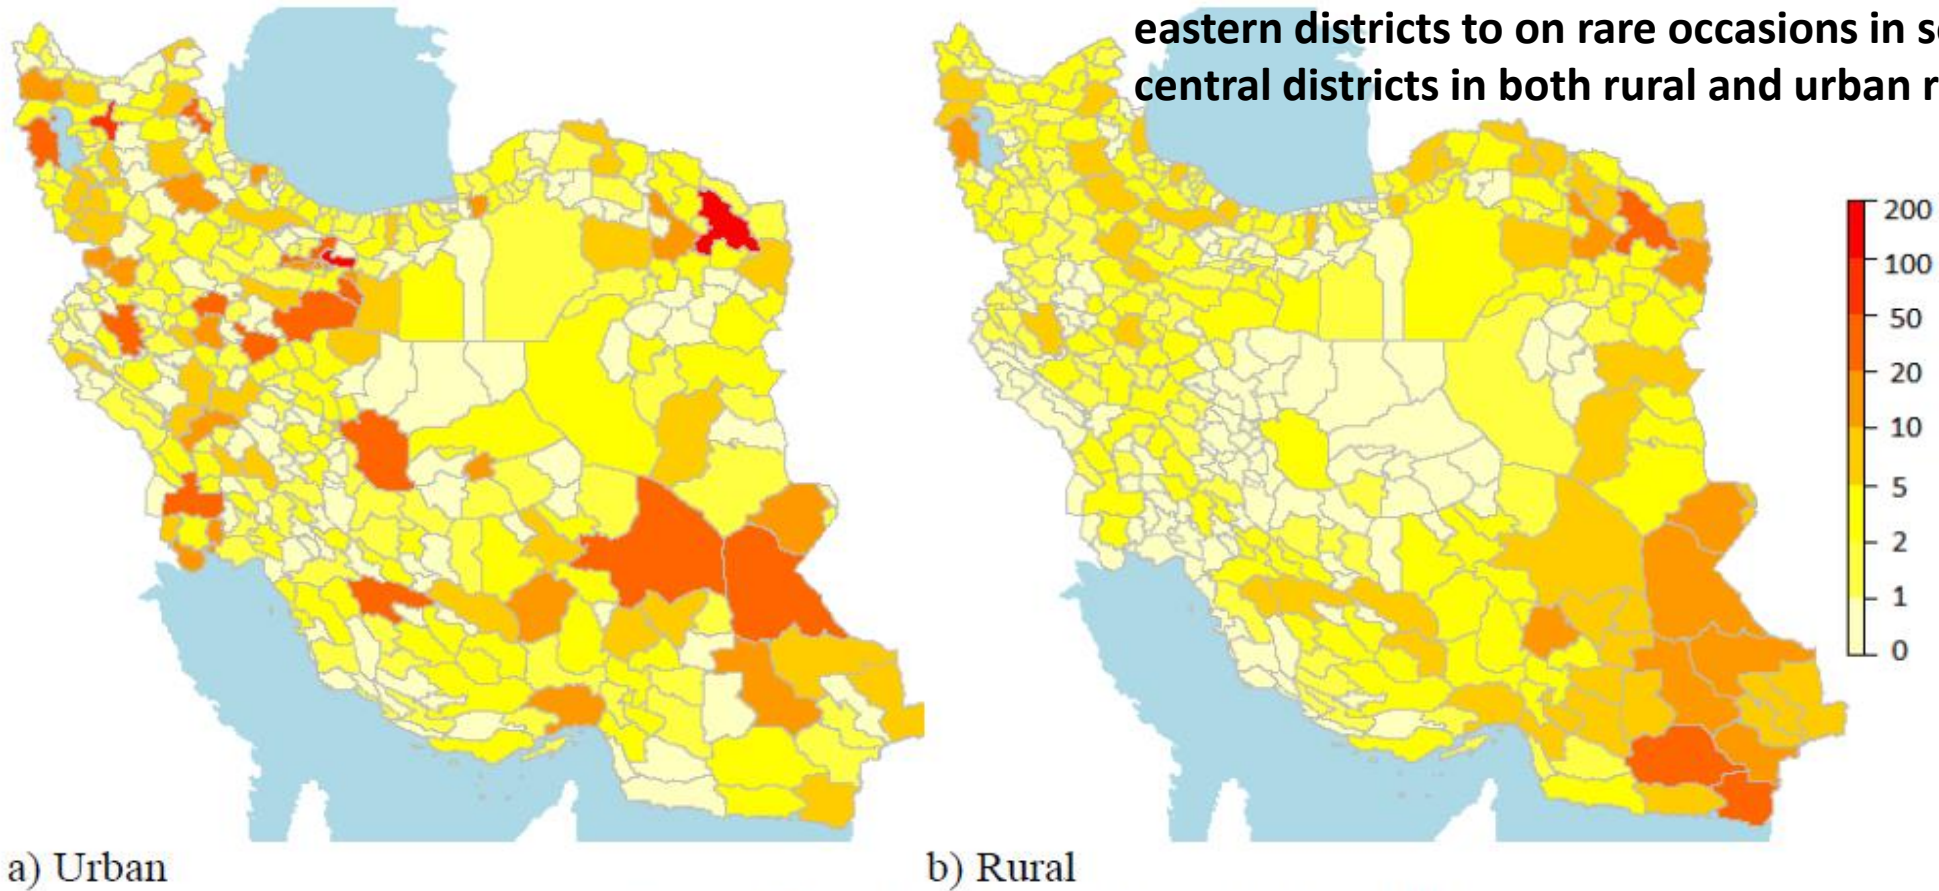 eastern districts to on rare occasions in
central districts in both rural and urban
200
100
50
20
10
5
2
1
0
a) Urban
b) Rural